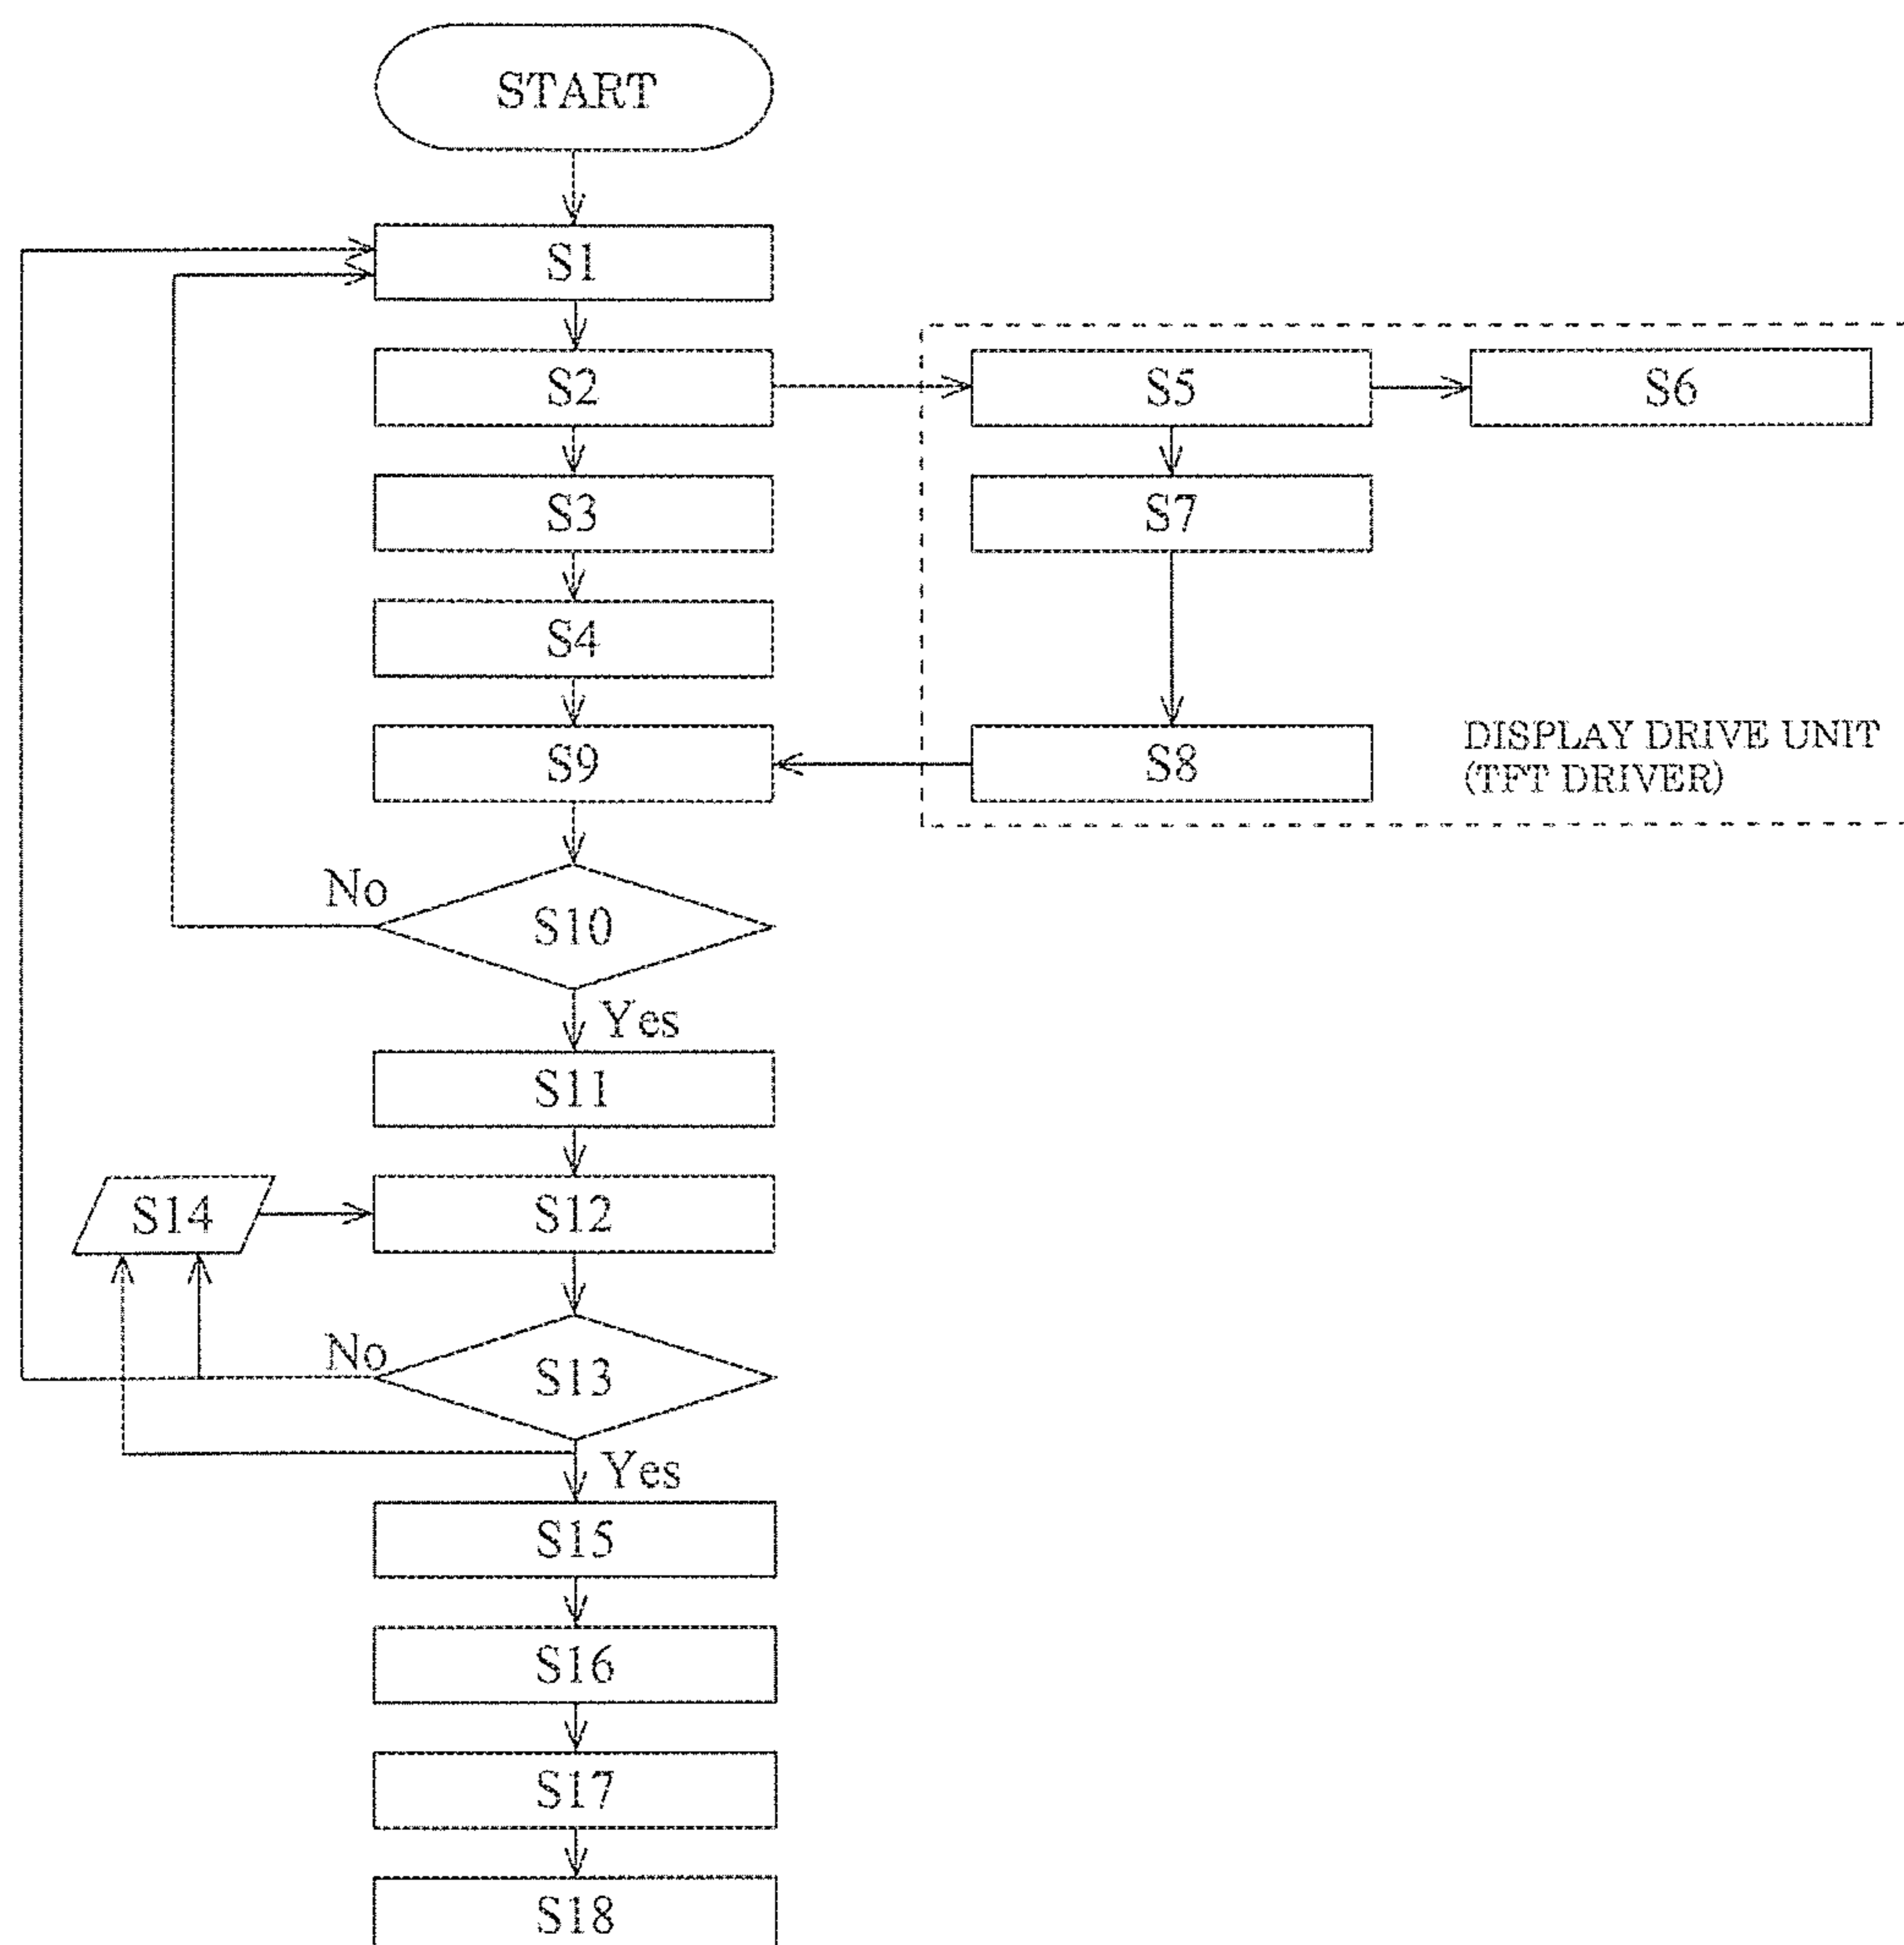 START
S1
S2
S5
S6
S3
S7
S4
S9
S8
DISPLAY DRIVE UNIT
(TFT DRIVER)
No
S10
Yes
S11
S14
S12
No
S13
Yes
S15
S16
S17
S18